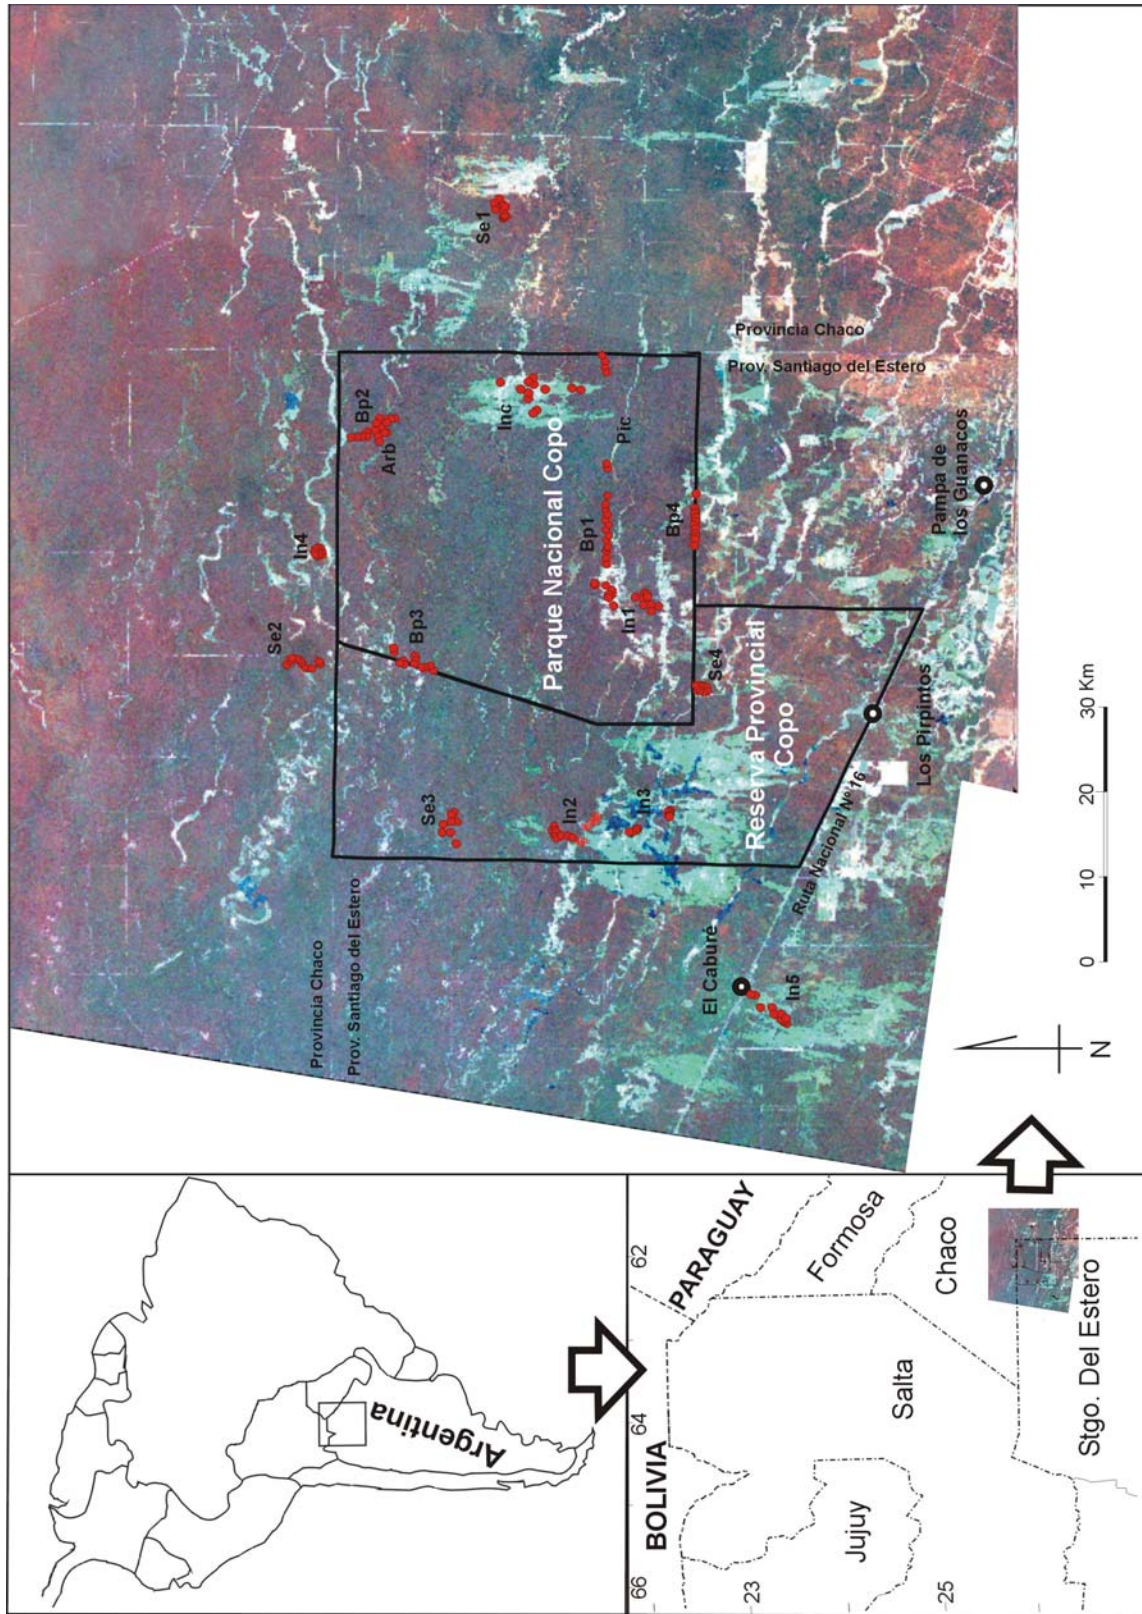 Argentina
BOLIVIA
PARAGUAY
66
64
62
23
25
Jujuy
Salta
Formosa
Chaco
Stgo. Del Estero
Provincia Chaco
Prov. Santiago del Estero
Se2
In4
Bp2
Arb
Bp3
Se3
Se1
Inc
Parque Nacional Copo
Pic
Bp1
In2
In1
In3
Bp4
Se4
Reserva Provincial
Copo
Provincia Chaco
Prov. Santiago del Estero
El Caburé
In5
Ruta Nacional Nº 16
Los Pirpintos
Pampa de
los Guanacos
N
0
10
20
30 Km